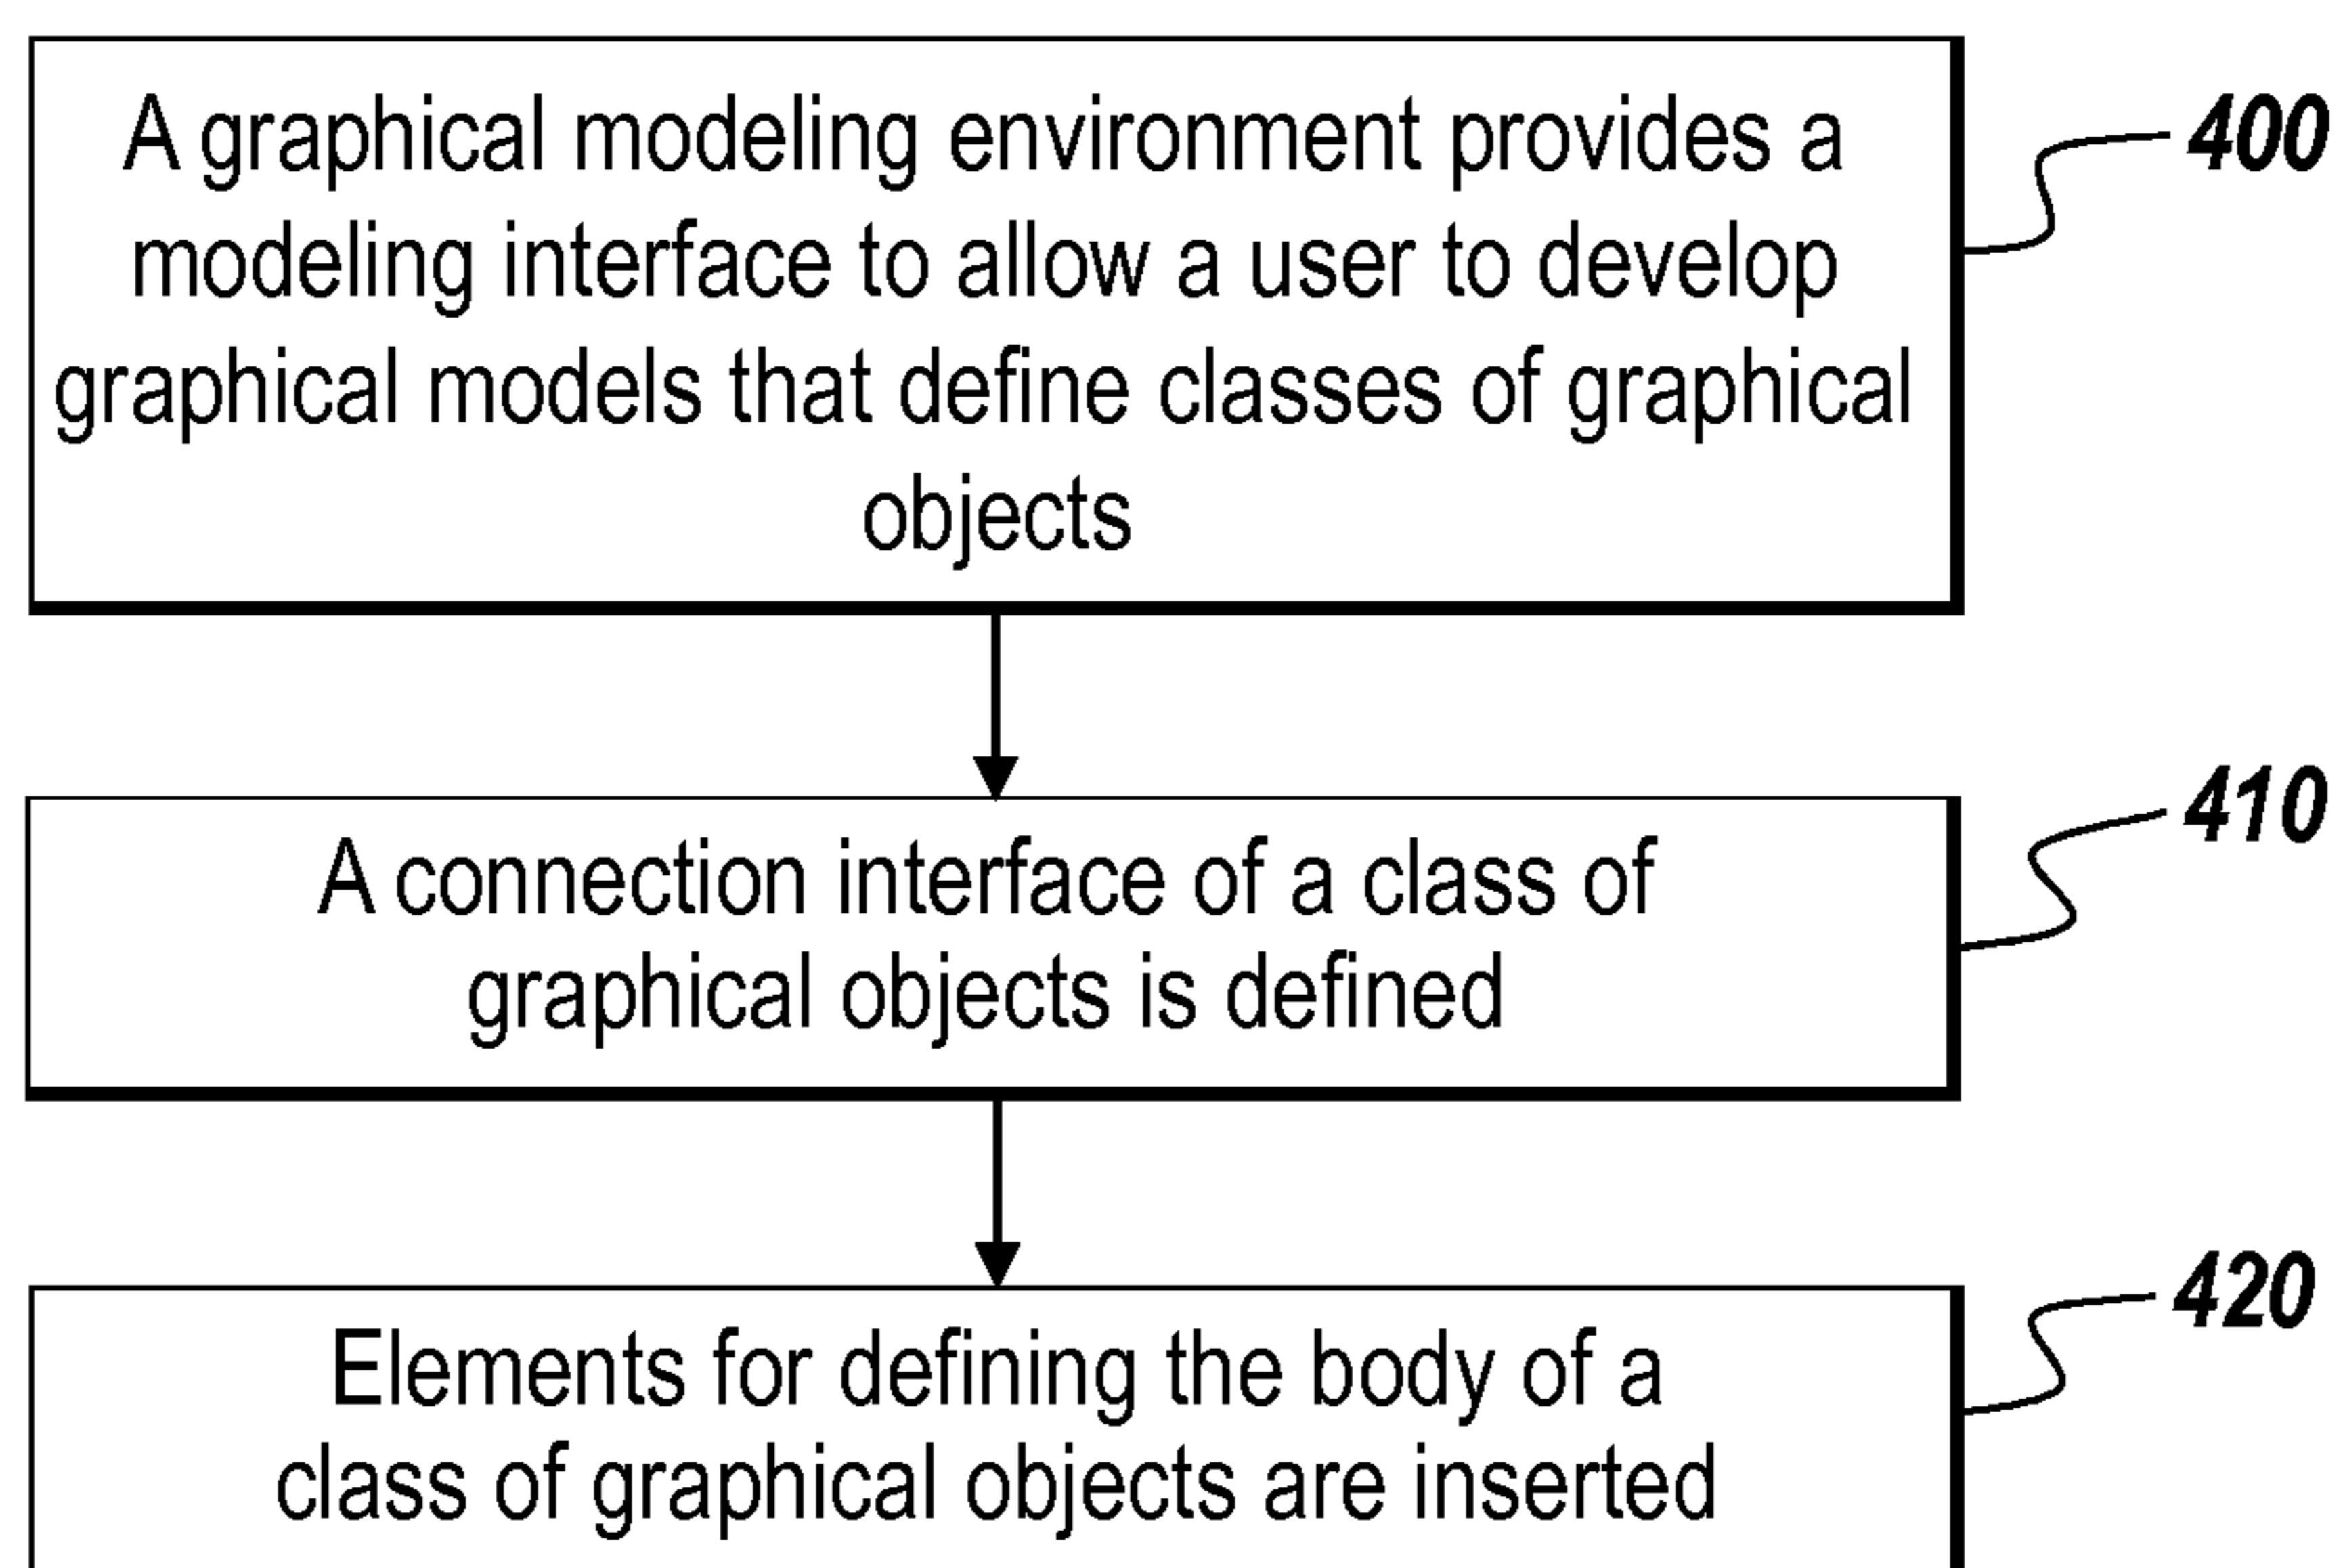 A graphical modeling environment provides a
modeling interface to allow a user to develop
graphical models that define classes of graphical
objects
400
A connection interface of a class of
graphical objects is defined
410
Elements for defining the body of a
class of graphical objects are inserted
420